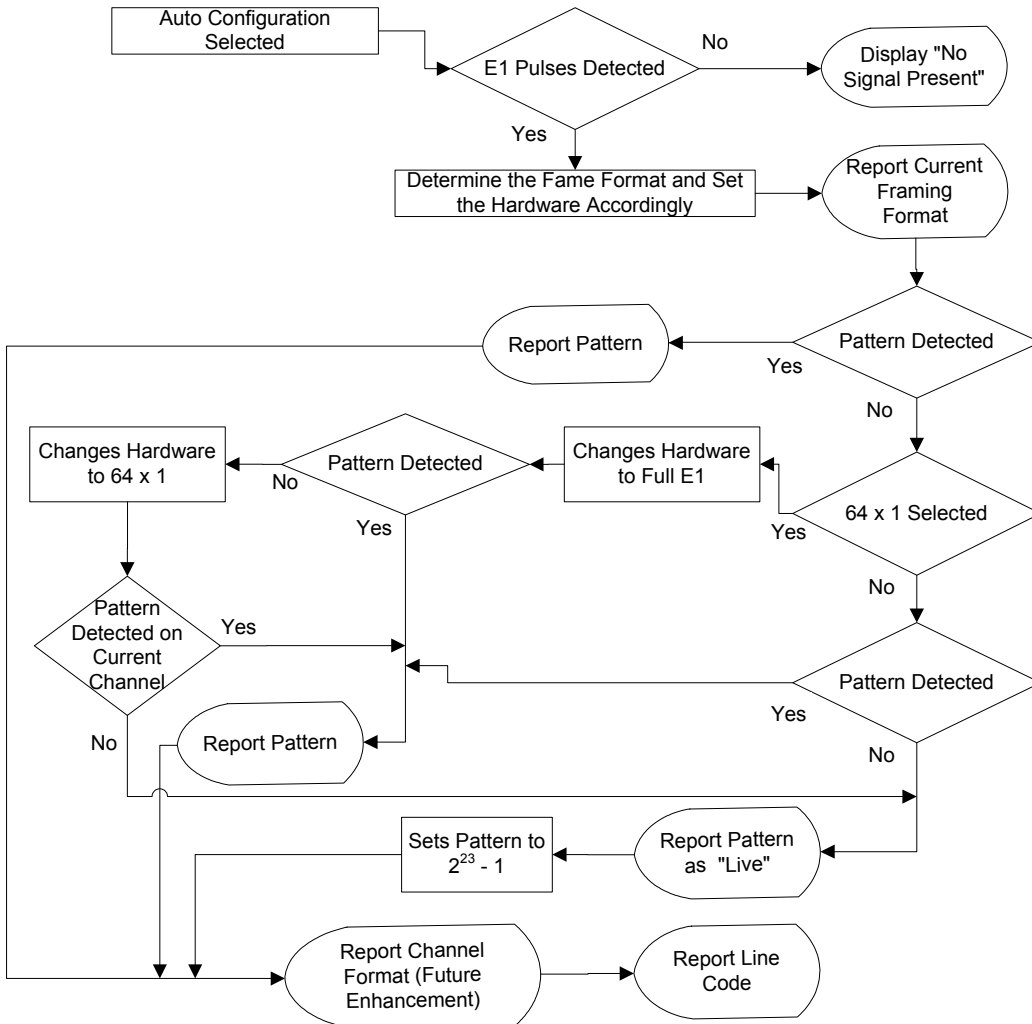 Auto Configuration
Selected
E1 Pulses Detected
No
Display "No
Signal Present"
Yes
Determine the Fame Format and Set
the Hardware Accordingly
Report Current
Framing
Format
Pattern Detected
Yes
Report Pattern
No
64 x 1 Selected
Yes
Changes Hardware
to Full E1
Pattern Detected
No
Changes Hardware
to 64 x 1
Yes
Pattern
Detected on
Current
Channel
Yes
No
No
Pattern Detected
Yes
Report Pattern
No
Report Pattern
as "Live"
Sets Pattern to
2²³ - 1
Report Channel
Format (Future
Enhancement)
Report Line
Code